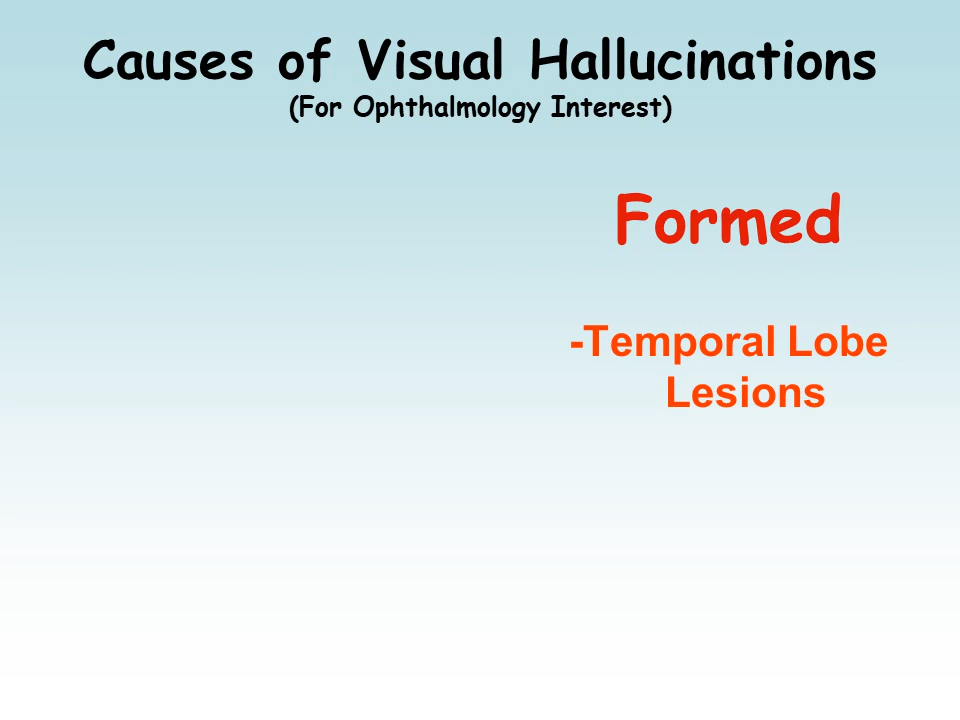 Causes of Visual Hallucinations
(For Ophthalmology Interest)
Formed
-Temporal Lobe
Lesions